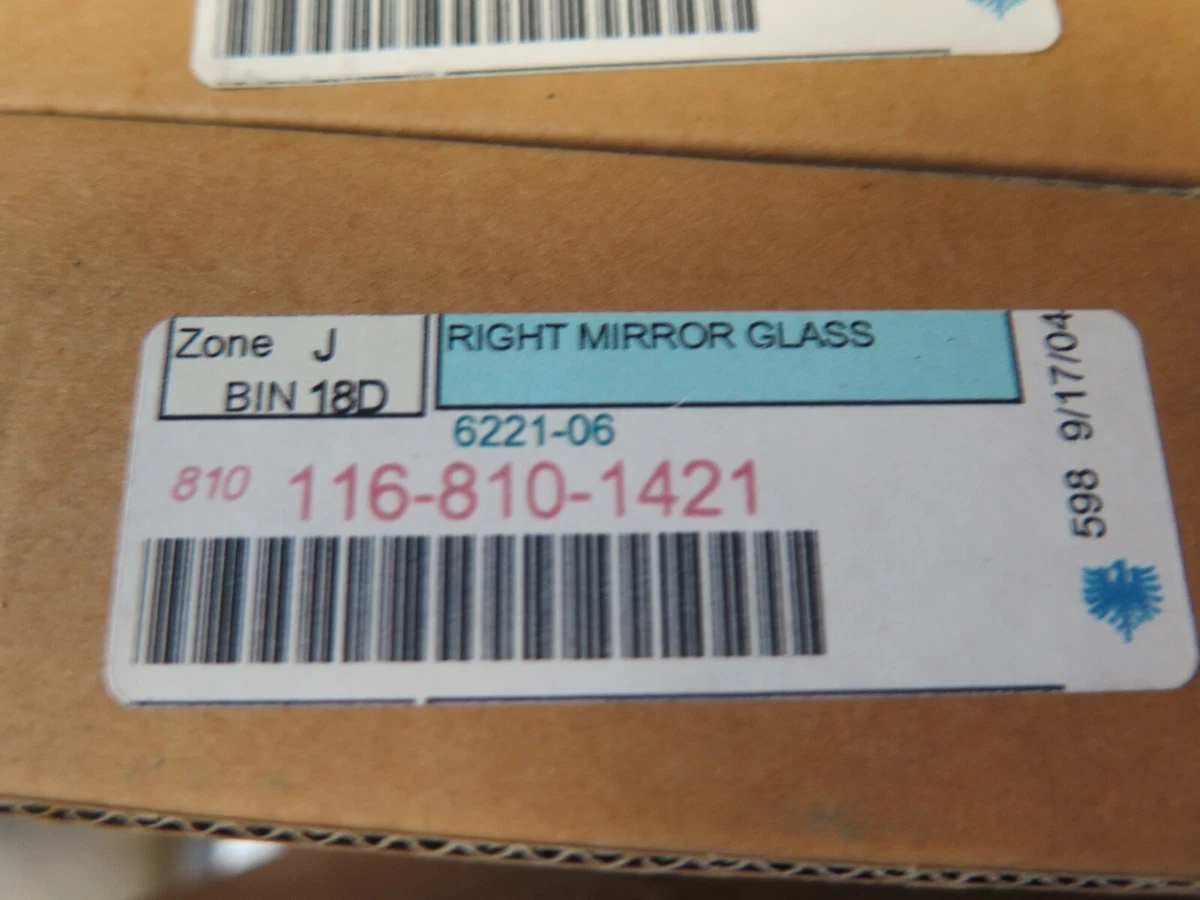 Zone J
BIN 18D
RIGHT MIRROR GLASS
6221-06
810 116-810-1421
598 9/17/04